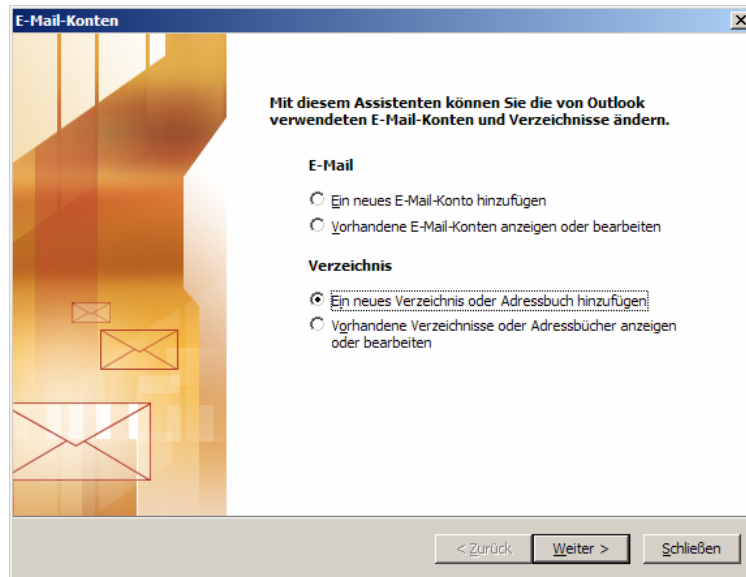 E-Mail-Konten
Mit diesem Assistenten können Sie die von Outlook
verwendeten E-Mail-Konten und Verzeichnisse ändern.
E-Mail
Ein neues E-Mail-Konto hinzufügen
Vorhandene E-Mail-Konten anzeigen oder bearbeiten
Verzeichnis
Ein neues Verzeichnis oder Adressbuch hinzufügen
Vorhandene Verzeichnisse oder Adressbücher anzeigen
oder bearbeiten
< Zurück Weiter > Schließen